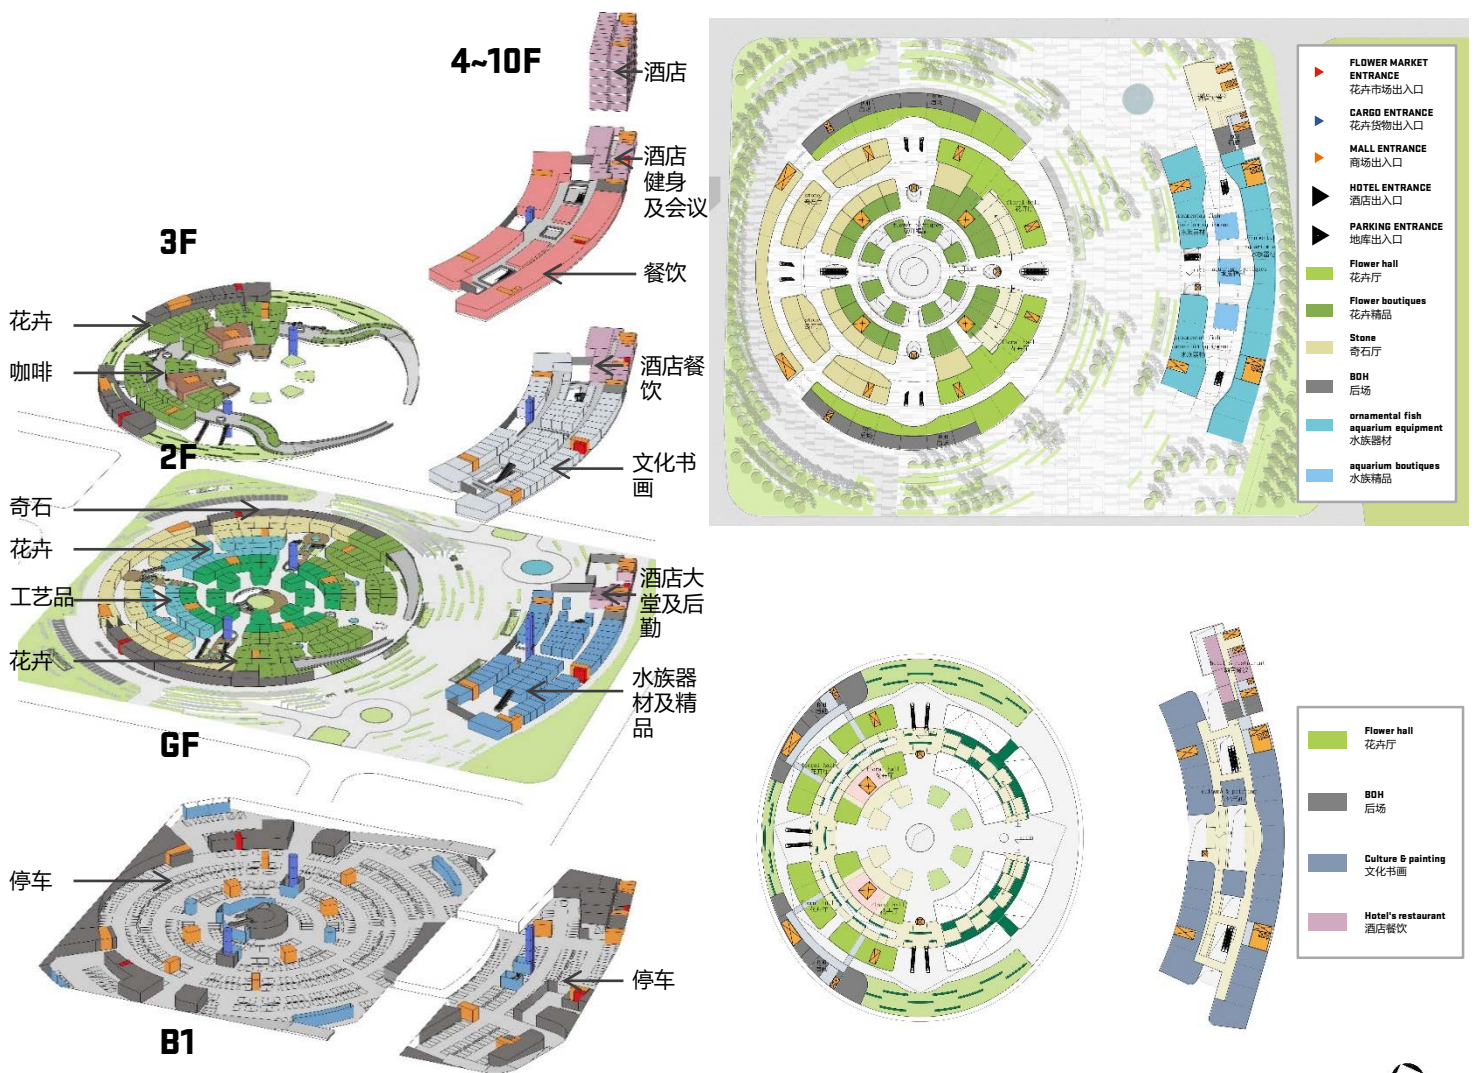 4~10F
酒店
酒店
健身
及会议
餐饮
3F
花卉
咖啡
酒店餐
饮
文化书
画
2F
奇石
花卉
工艺品
花卉
酒店大
堂及后
勤
水族器
材及精
品
GF
停车
停车
B1
FLOWER MARKET
ENTRANCE
花卉市场出入口
CARGO ENTRANCE
花卉货物出入口
MALL ENTRANCE
商场出入口
HOTEL ENTRANCE
酒店出入口
PARKING ENTRANCE
地库出入口
Flower hall
花卉厅
Flower boutiques
花卉精品
Stone
奇石厅
BOH
后场
ornamental fish
aquarium equipment
水族器材
aquarium boutiques
水族精品
Flower hall
花卉厅
BOH
后场
Culture & painting
文化书画
Hotel's restaurant
酒店餐饮